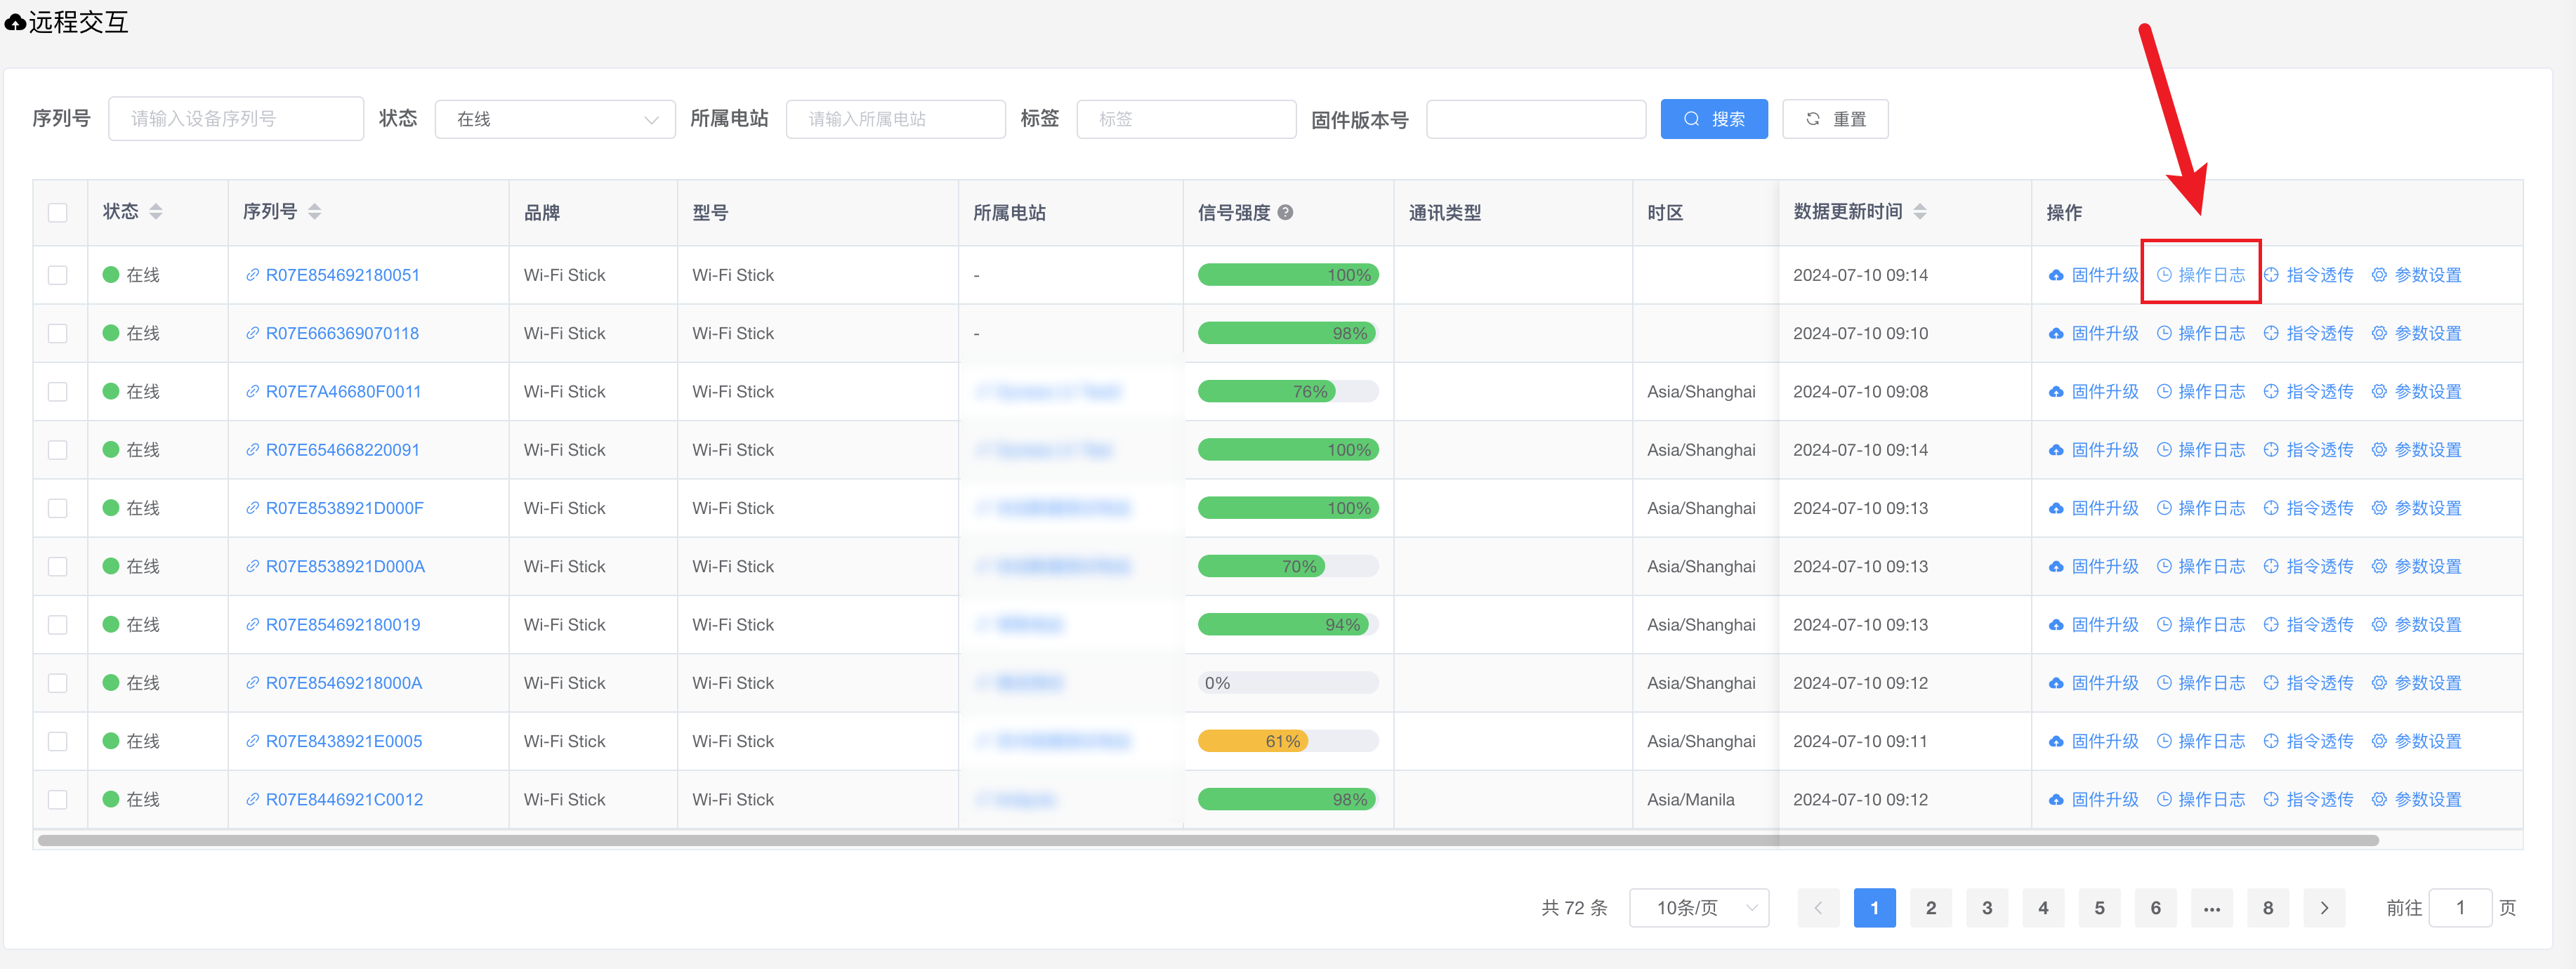 远程交互
序列号 请输入设备序列号 状态 在线 所属电站 请输入所属电站 标签 标签 固件版本号 搜索 重置
状态 序列号 品牌 型号 所属电站 信号强度 通讯类型 时区 数据更新时间 操作
在线 R07E854692180051 Wi-Fi Stick Wi-Fi Stick - 100% 2024-07-10 09:14 固件升级 操作日志 指令透传 参数设置
在线 R07E666369070118 Wi-Fi Stick Wi-Fi Stick - 98% 2024-07-10 09:10 固件升级 操作日志 指令透传 参数设置
在线 R07E7A46680F0011 Wi-Fi Stick Wi-Fi Stick 76% Asia/Shanghai 2024-07-10 09:08 固件升级 操作日志 指令透传 参数设置
在线 R07E654668220091 Wi-Fi Stick Wi-Fi Stick 100% Asia/Shanghai 2024-07-10 09:14 固件升级 操作日志 指令透传 参数设置
在线 R07E8538921D000F Wi-Fi Stick Wi-Fi Stick 100% Asia/Shanghai 2024-07-10 09:13 固件升级 操作日志 指令透传 参数设置
在线 R07E8538921D000A Wi-Fi Stick Wi-Fi Stick 70% Asia/Shanghai 2024-07-10 09:13 固件升级 操作日志 指令透传 参数设置
在线 R07E854692180019 Wi-Fi Stick Wi-Fi Stick 94% Asia/Shanghai 2024-07-10 09:13 固件升级 操作日志 指令透传 参数设置
在线 R07E85469218000A Wi-Fi Stick Wi-Fi Stick 0% Asia/Shanghai 2024-07-10 09:12 固件升级 操作日志 指令透传 参数设置
在线 R07E8438921E0005 Wi-Fi Stick Wi-Fi Stick 61% Asia/Shanghai 2024-07-10 09:11 固件升级 操作日志 指令透传 参数设置
在线 R07E8446921C0012 Wi-Fi Stick Wi-Fi Stick 98% Asia/Manila 2024-07-10 09:12 固件升级 操作日志 指令透传 参数设置
共 72 条 10条/页 1 2 3 4 5 6 ... 8 前往 1 页